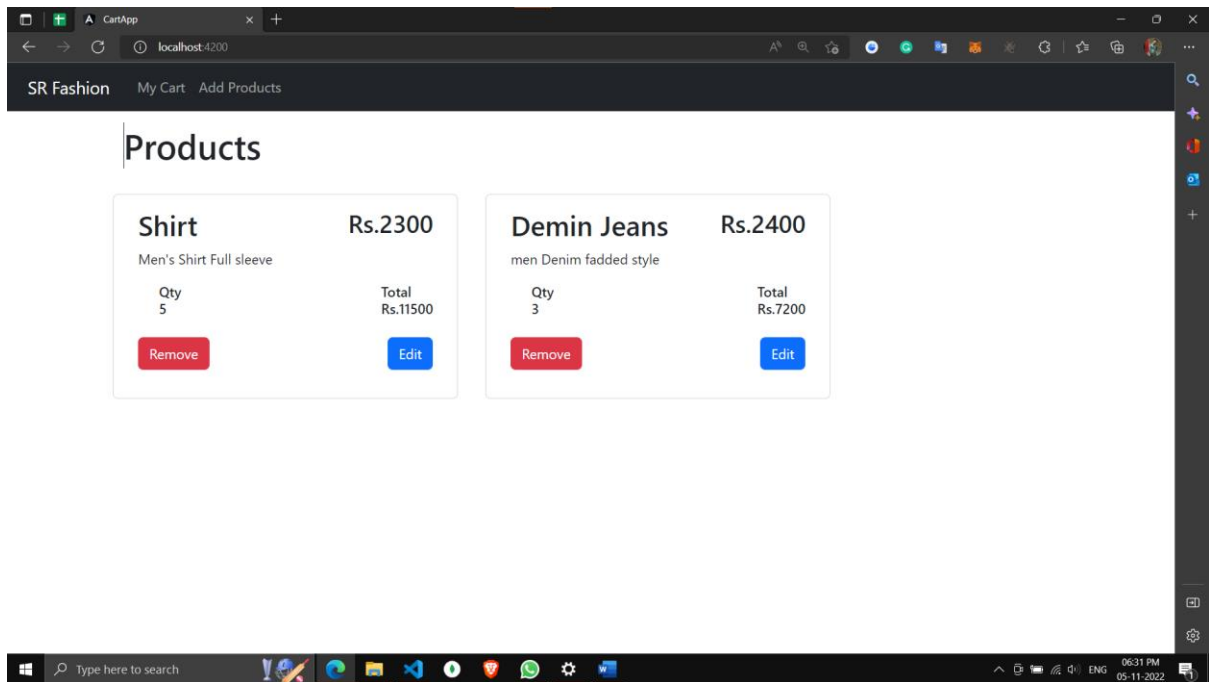 CartApp
localhost:4200
SR Fashion My Cart Add Products
Products
Shirt Rs.2300
Men's Shirt Full sleeve
Qty Total
5 Rs.11500
Remove Edit
Demin Jeans Rs.2400
men Denim fadded style
Qty Total
3 Rs.7200
Remove Edit
Type here to search
ENG
06:31 PM
05-11-2022